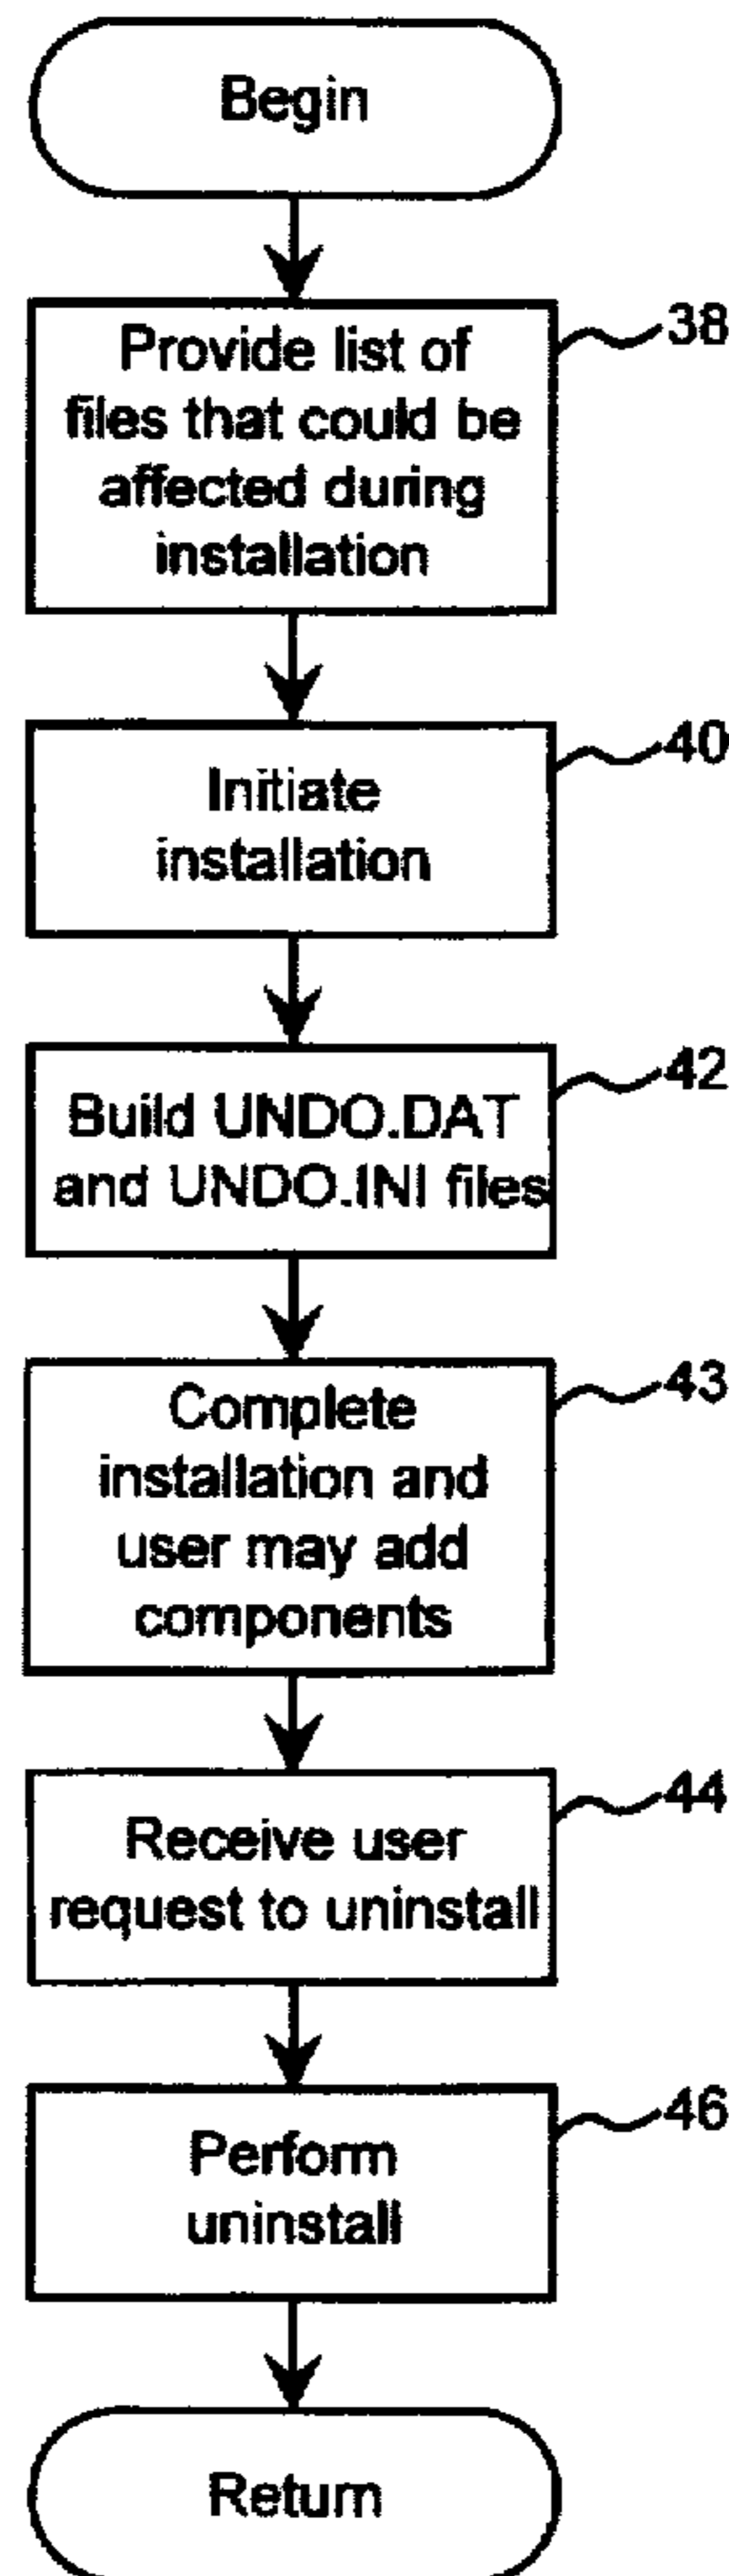 Begin
Provide list of
files that could be
affected during
installation
38
Initiate
installation
40
Build UNDO.DAT
and UNDO.INI files
42
Complete
installation and
user may add
components
43
Receive user
request to uninstall
44
Perform
uninstall
46
Return